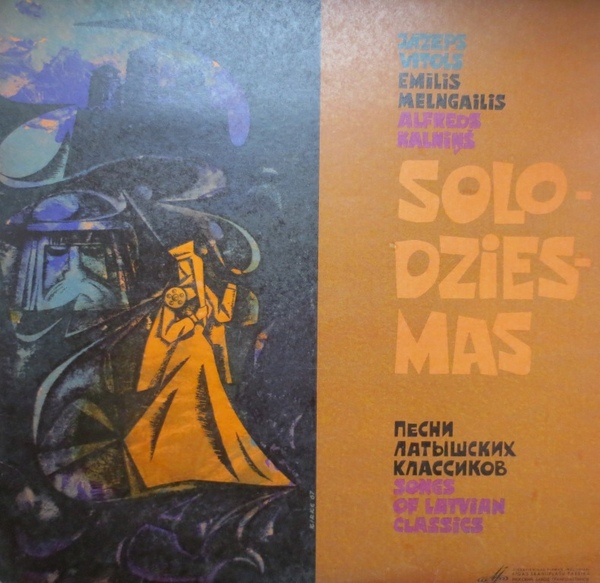 JĀZEPS
VĪTOLS
EMILIS
MELNGAILIS
ALFRĒDS
KALNIŅŠ
SOLO-
DZIES-
MAS
ПЕСНИ
ЛАТЫШСКИХ
КЛАССИКОВ
SONGS
OF LATVIAN
CLASSICS